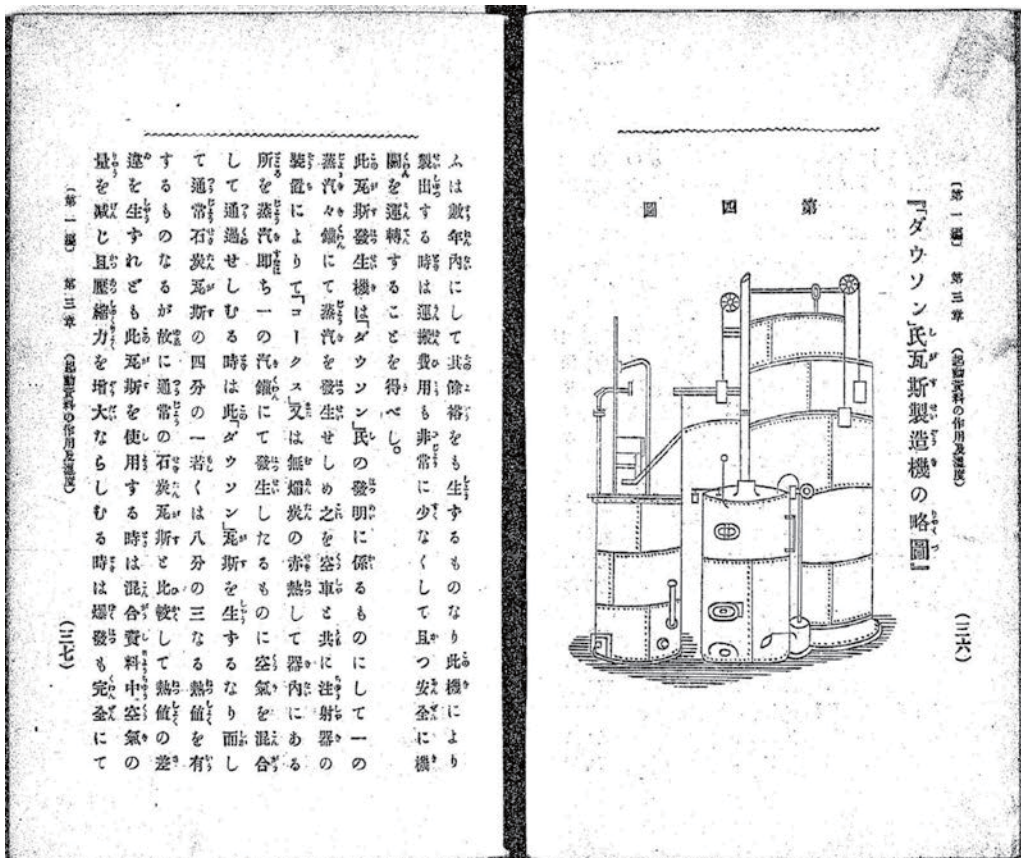 (第一編) 第三章 (起動資料の作用及温度)
『「ダウソン」氏瓦斯製造機の略圖』
第四圖
(二六)
ふは數年內にして其餘裕をも生ずるものなり此機により
製出する時は運搬費用も非常に少なくして且つ安全に機
關を運轉することを得べし。
此瓦斯發生機は「ダウンソン」氏の發明に係るものにして一の
蒸汽々鑵にて蒸汽を發生せしめ之を空車と共に注射器の
裝置によりて「コークス」又は無煙炭の赤熱して器內にある
所を蒸汽卽ち一の汽鑵にて發生したるものに空氣を混合
して通過せしむる時は此「ダウソン」瓦斯を生ずるなり而し
て通常石炭瓦斯の四分の一若くは八分の三なる熱値を有
するものなるが故に通常の石炭瓦斯と比較して熱値の差
違を生ずれども此瓦斯を使用する時は混合資料中空氣の
量を減じ且壓縮力を增大ならしむる時は爆發も完全にて
(第一編) 第三章 (起動資料の作用及溫度)
(二七)